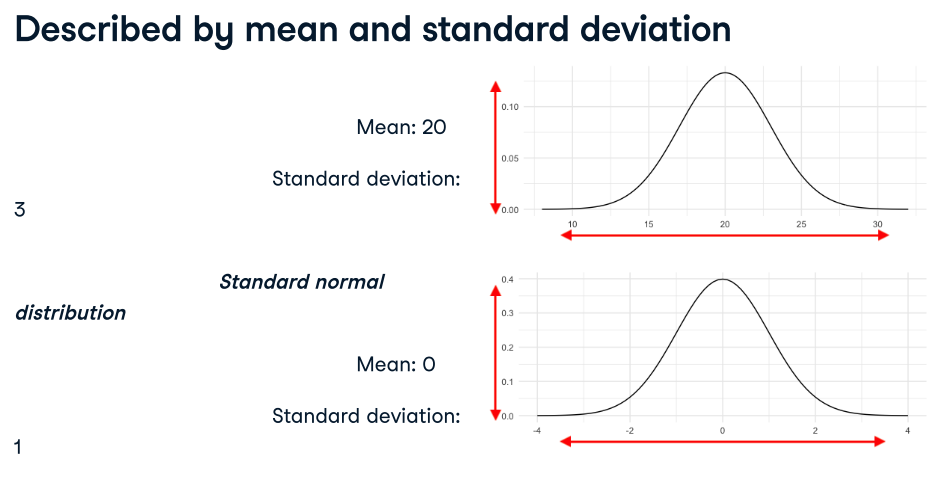 Described by mean and standard deviation
Mean: 20
Standard deviation:
3
0.10
0.05
0.00
10 15 20 25 30
Standard normal
distribution
Mean: 0
Standard deviation:
1
0.4
0.3
0.2
0.1
0.0
-4 -2 0 2 4